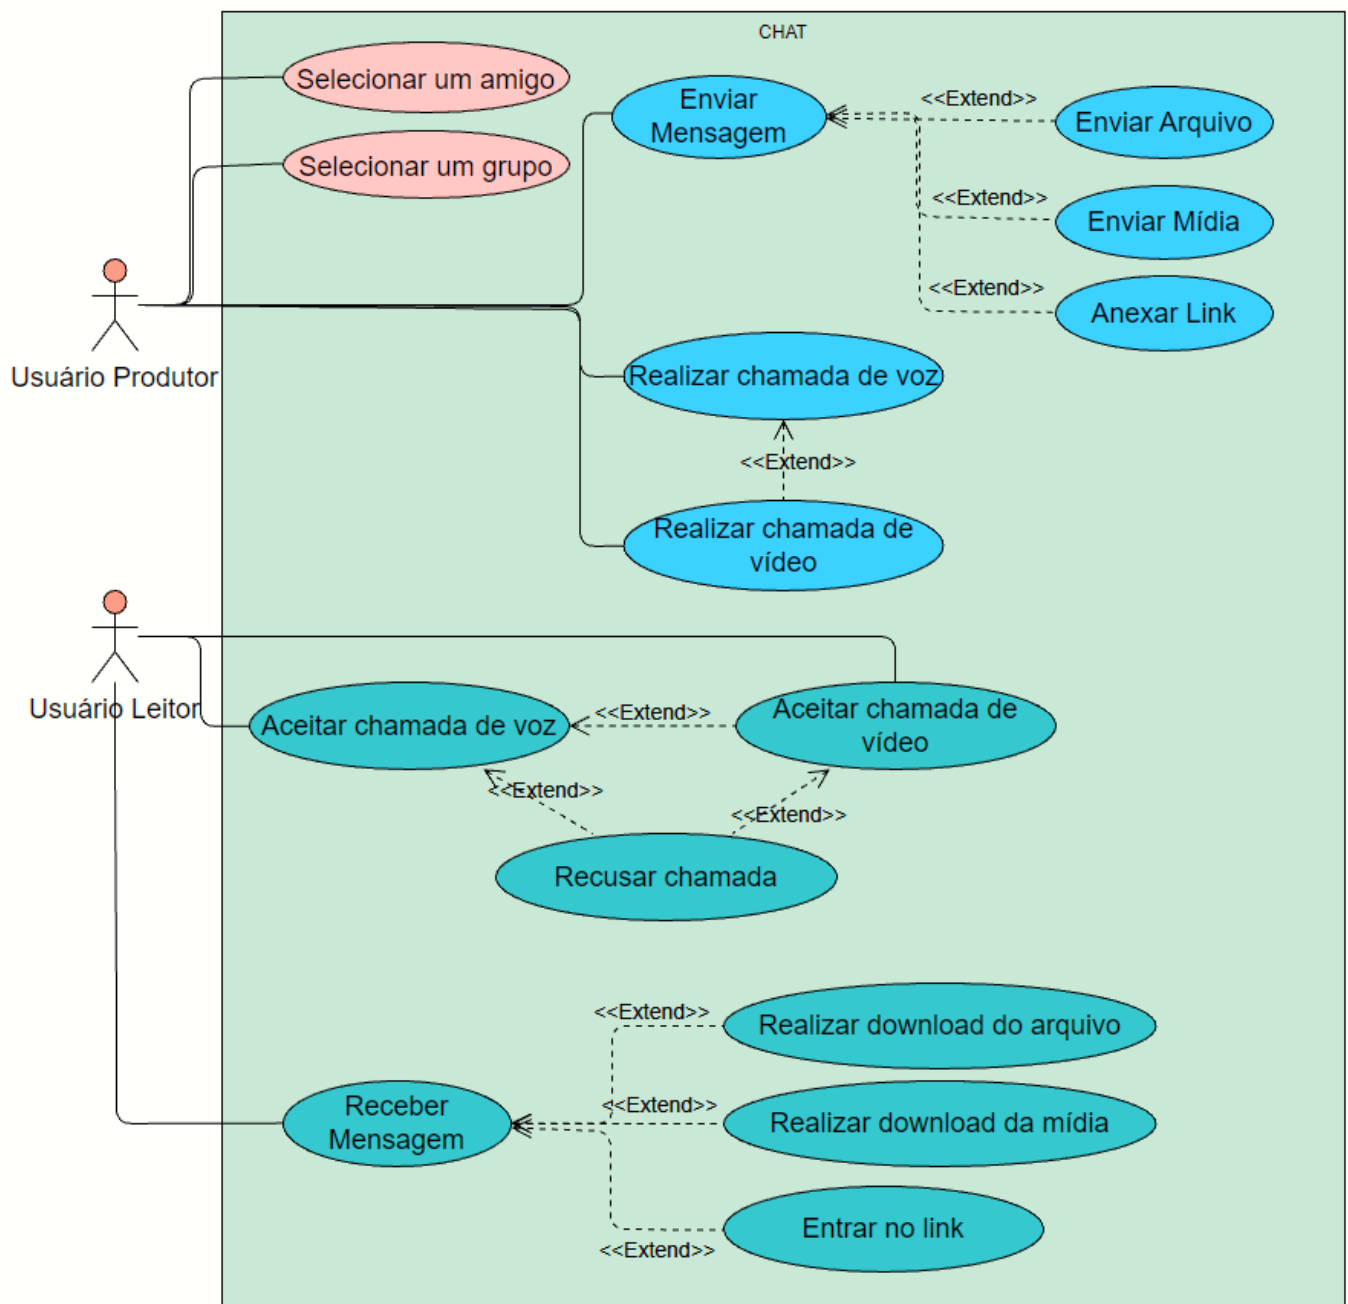 CHAT
Selecionar um amigo
Selecionar um grupo
Enviar
Mensagem
<<Extend>>
Enviar Arquivo
<<Extend>>
Enviar Mídia
<<Extend>>
Anexar Link
Usuário Produtor
Realizar chamada de voz
<<Extend>>
Realizar chamada de
vídeo
Usuário Leitor
Aceitar chamada de voz
<<Extend>>
Aceitar chamada de
vídeo
<<Extend>>
<<Extend>>
Recusar chamada
<<Extend>>
Realizar download do arquivo
Receber
Mensagem
<<Extend>>
Realizar download da mídia
Entrar no link
<<Extend>>